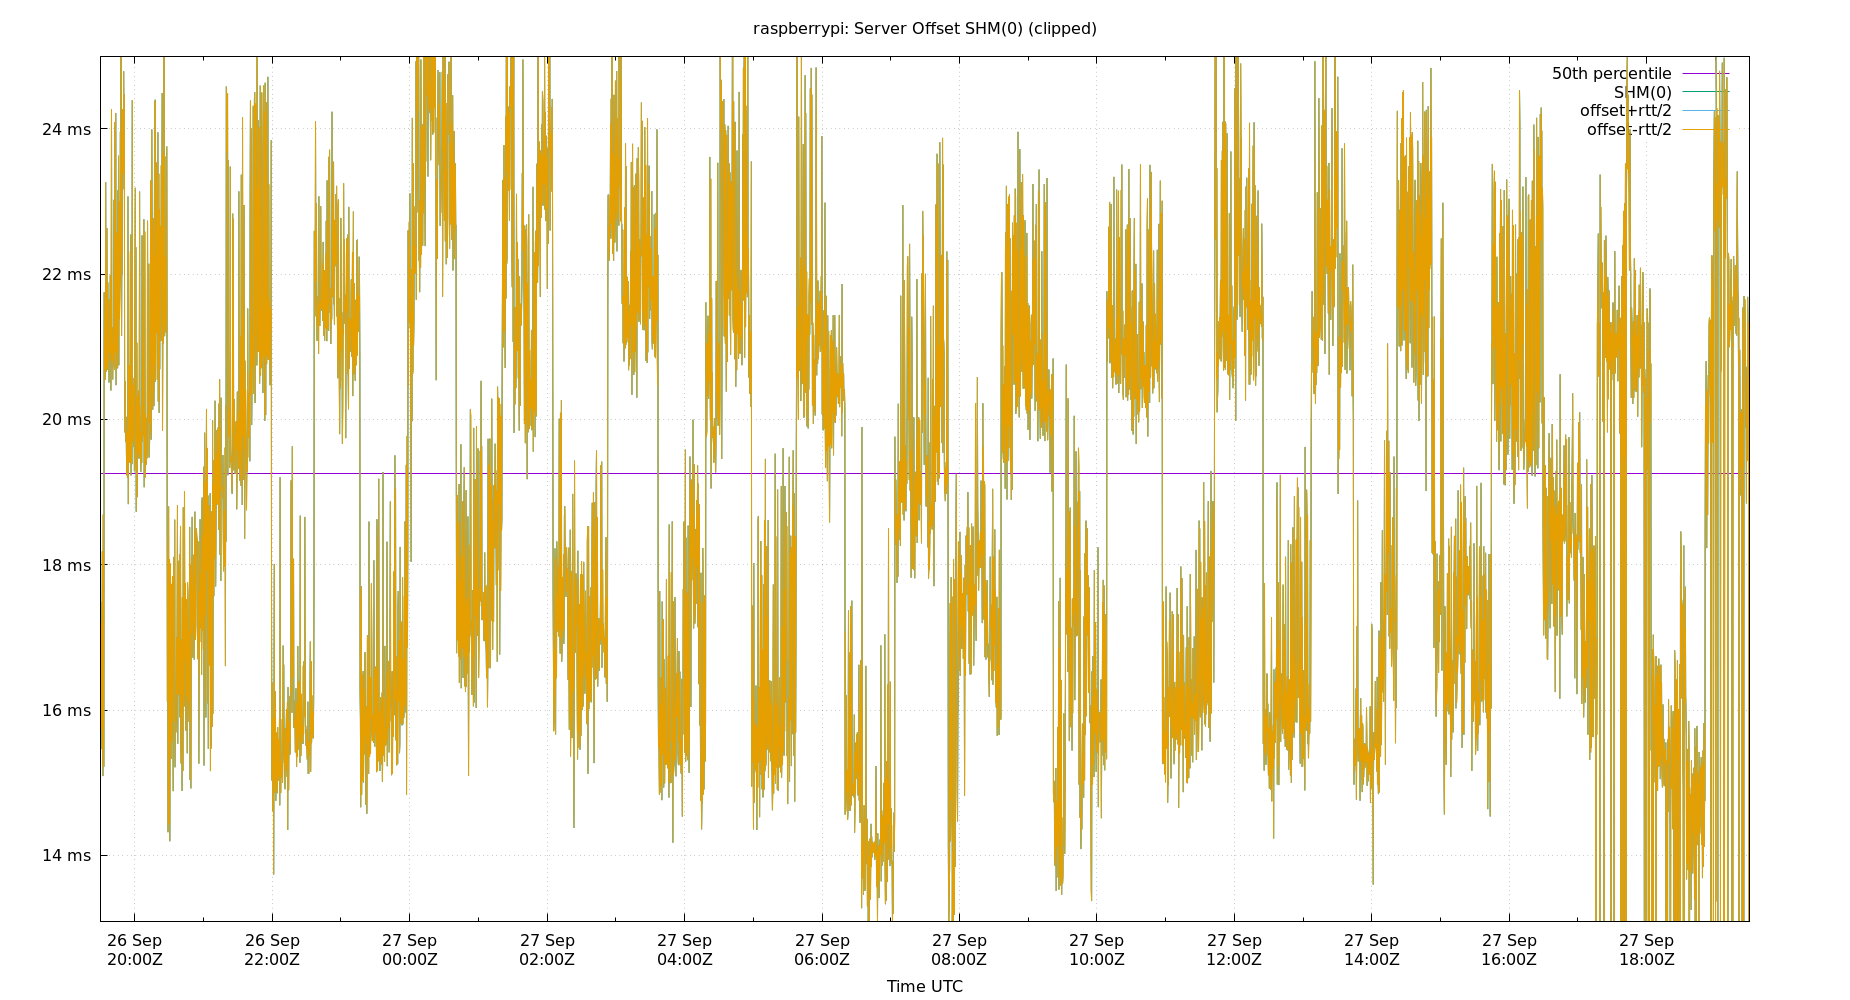 raspberrypi: Server Offset SHM(0) (clipped)
50th percentile
SHM(0)
offset+rtt/2
offset-rtt/2
24 ms
22 ms
20 ms
18 ms
16 ms
14 ms
26 Sep 26 Sep 27 Sep 27 Sep 27 Sep 27 Sep 27 Sep 27 Sep 27 Sep 27 Sep 27 Sep 27 Sep
20:00Z 22:00Z 00:00Z 02:00Z 04:00Z 06:00Z 08:00Z 10:00Z 12:00Z 14:00Z 16:00Z 18:00Z
Time UTC